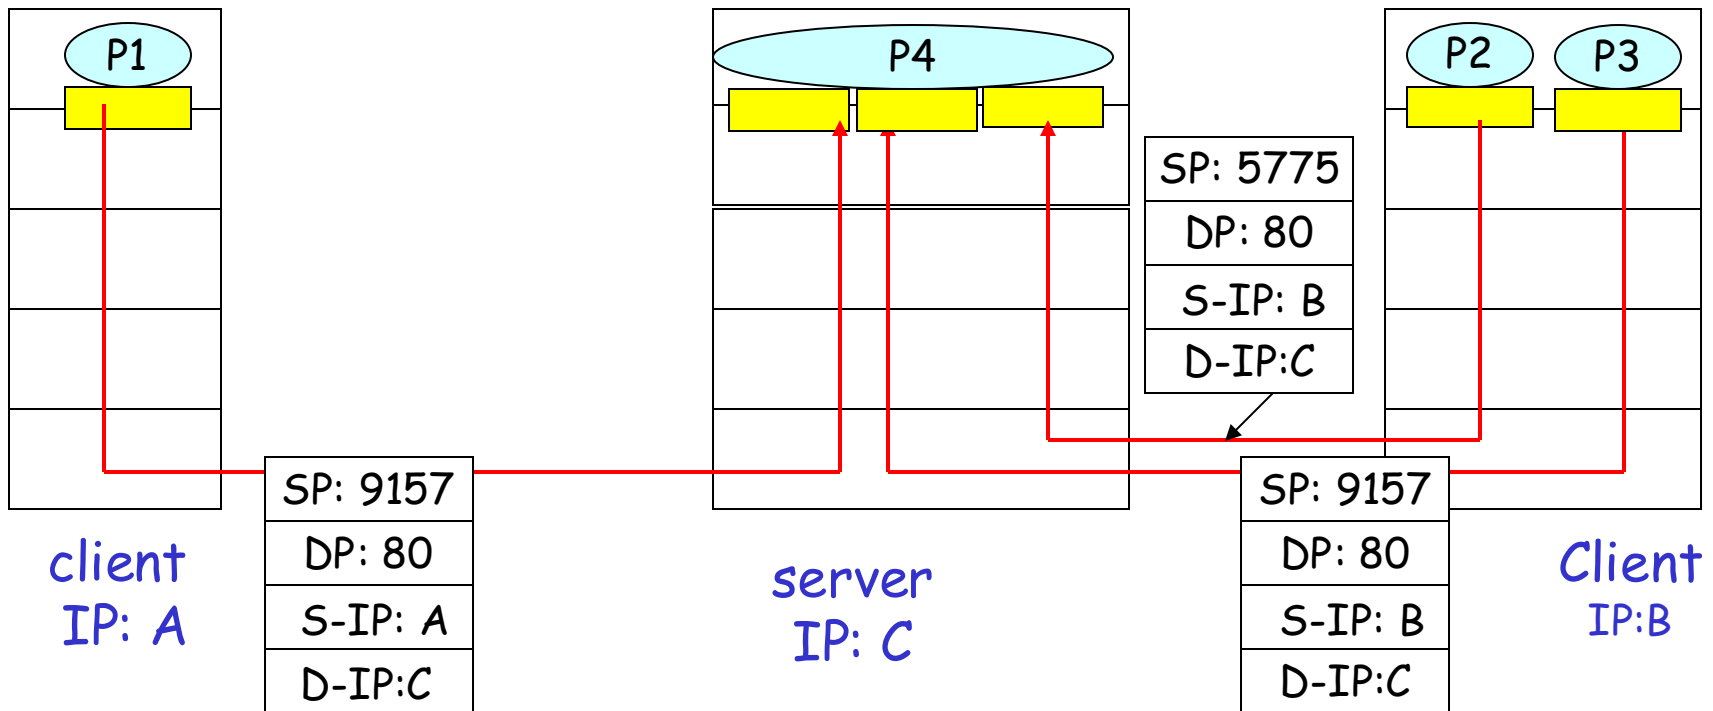 P1
P4
P2
P3
SP: 5775
DP: 80
S-IP: B
D-IP:C
SP: 9157
DP: 80
S-IP: A
D-IP:C
SP: 9157
DP: 80
S-IP: B
D-IP:C
client
IP: A
server
IP: C
Client
IP:B